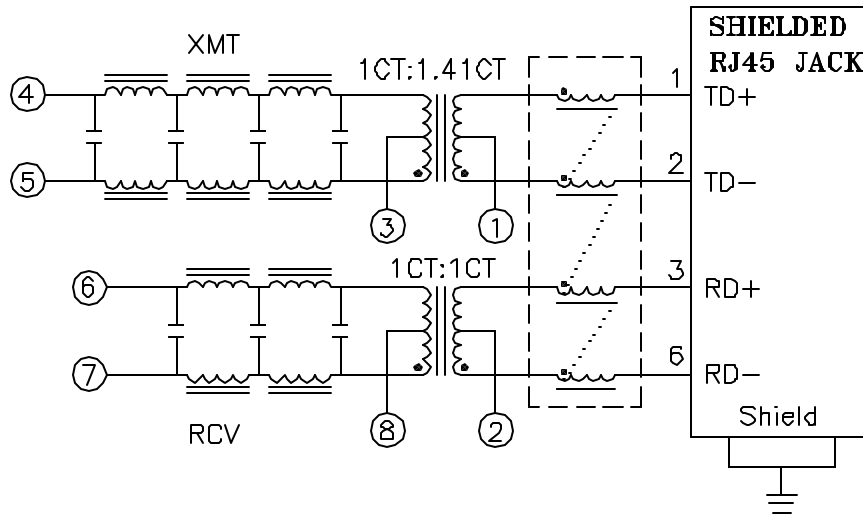 SHIELDED
RJ45 JACK
XMT
1CT:1.41CT
4
1
TD+
5
2
TD-
3
1
1CT:1CT
6
3
RD+
7
6
RD-
8
2
RCV
Shield